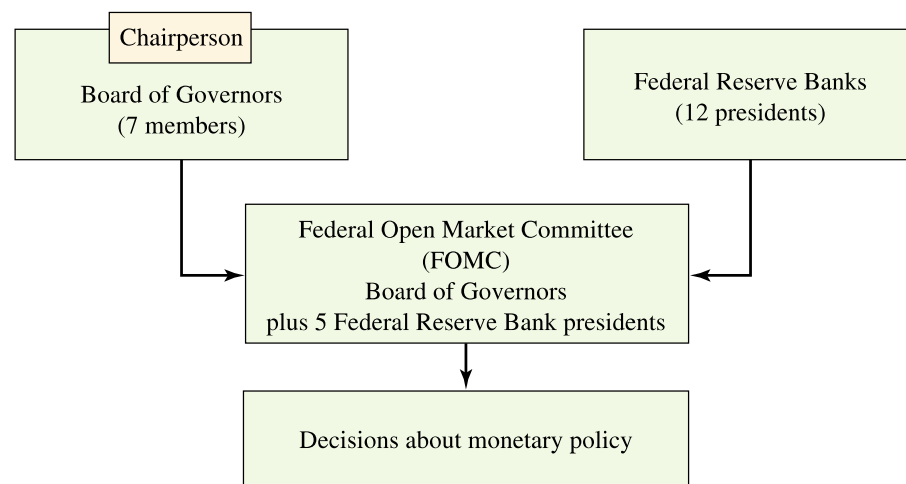 Chairperson
Board of Governors
(7 members)
Federal Reserve Banks
(12 presidents)
Federal Open Market Committee
(FOMC)
Board of Governors
plus 5 Federal Reserve Bank presidents
Decisions about monetary policy